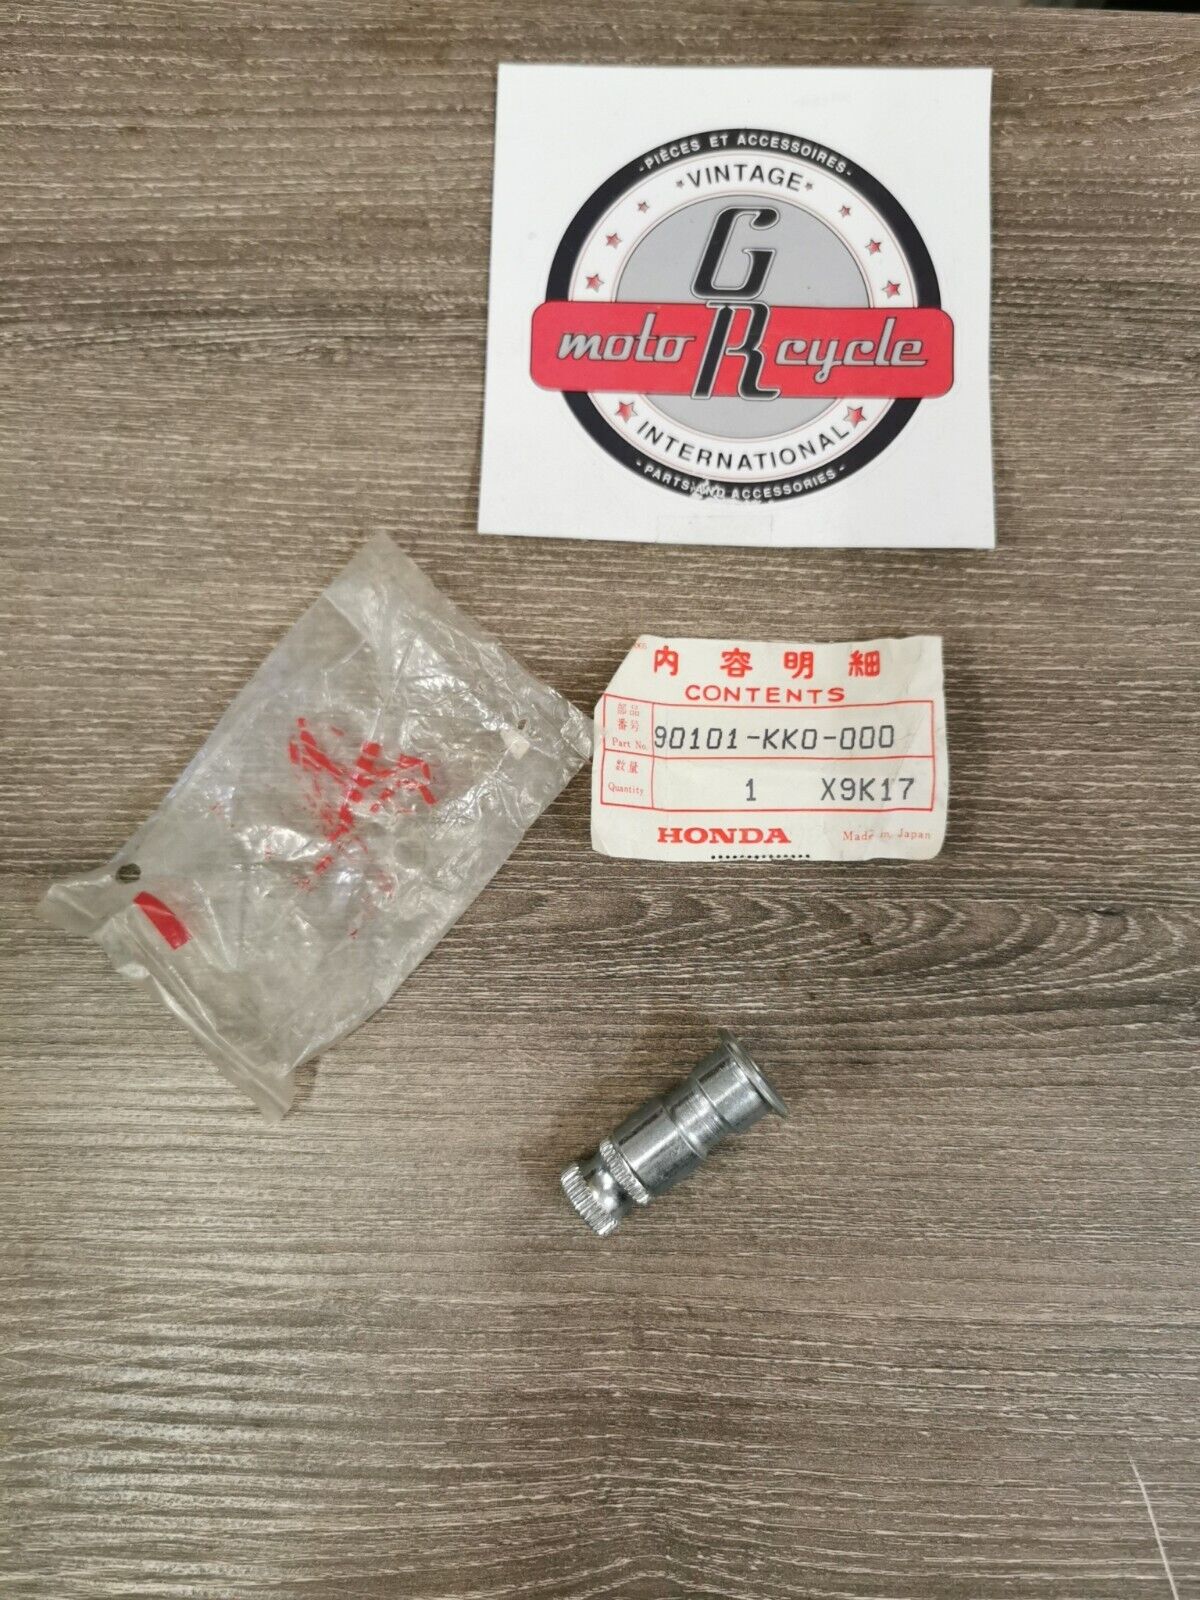 -PIÈCES ET ACCESSOIRES-
VINTAGE
G
moto R cycle
INTERNATIONAL
-PARTS AND ACCESSORIES-
内容明細
CONTENTS
部品
番号
Part No. 90101-KK0-000
数量
Quantity 1 X9K17
HONDA Made in Japan